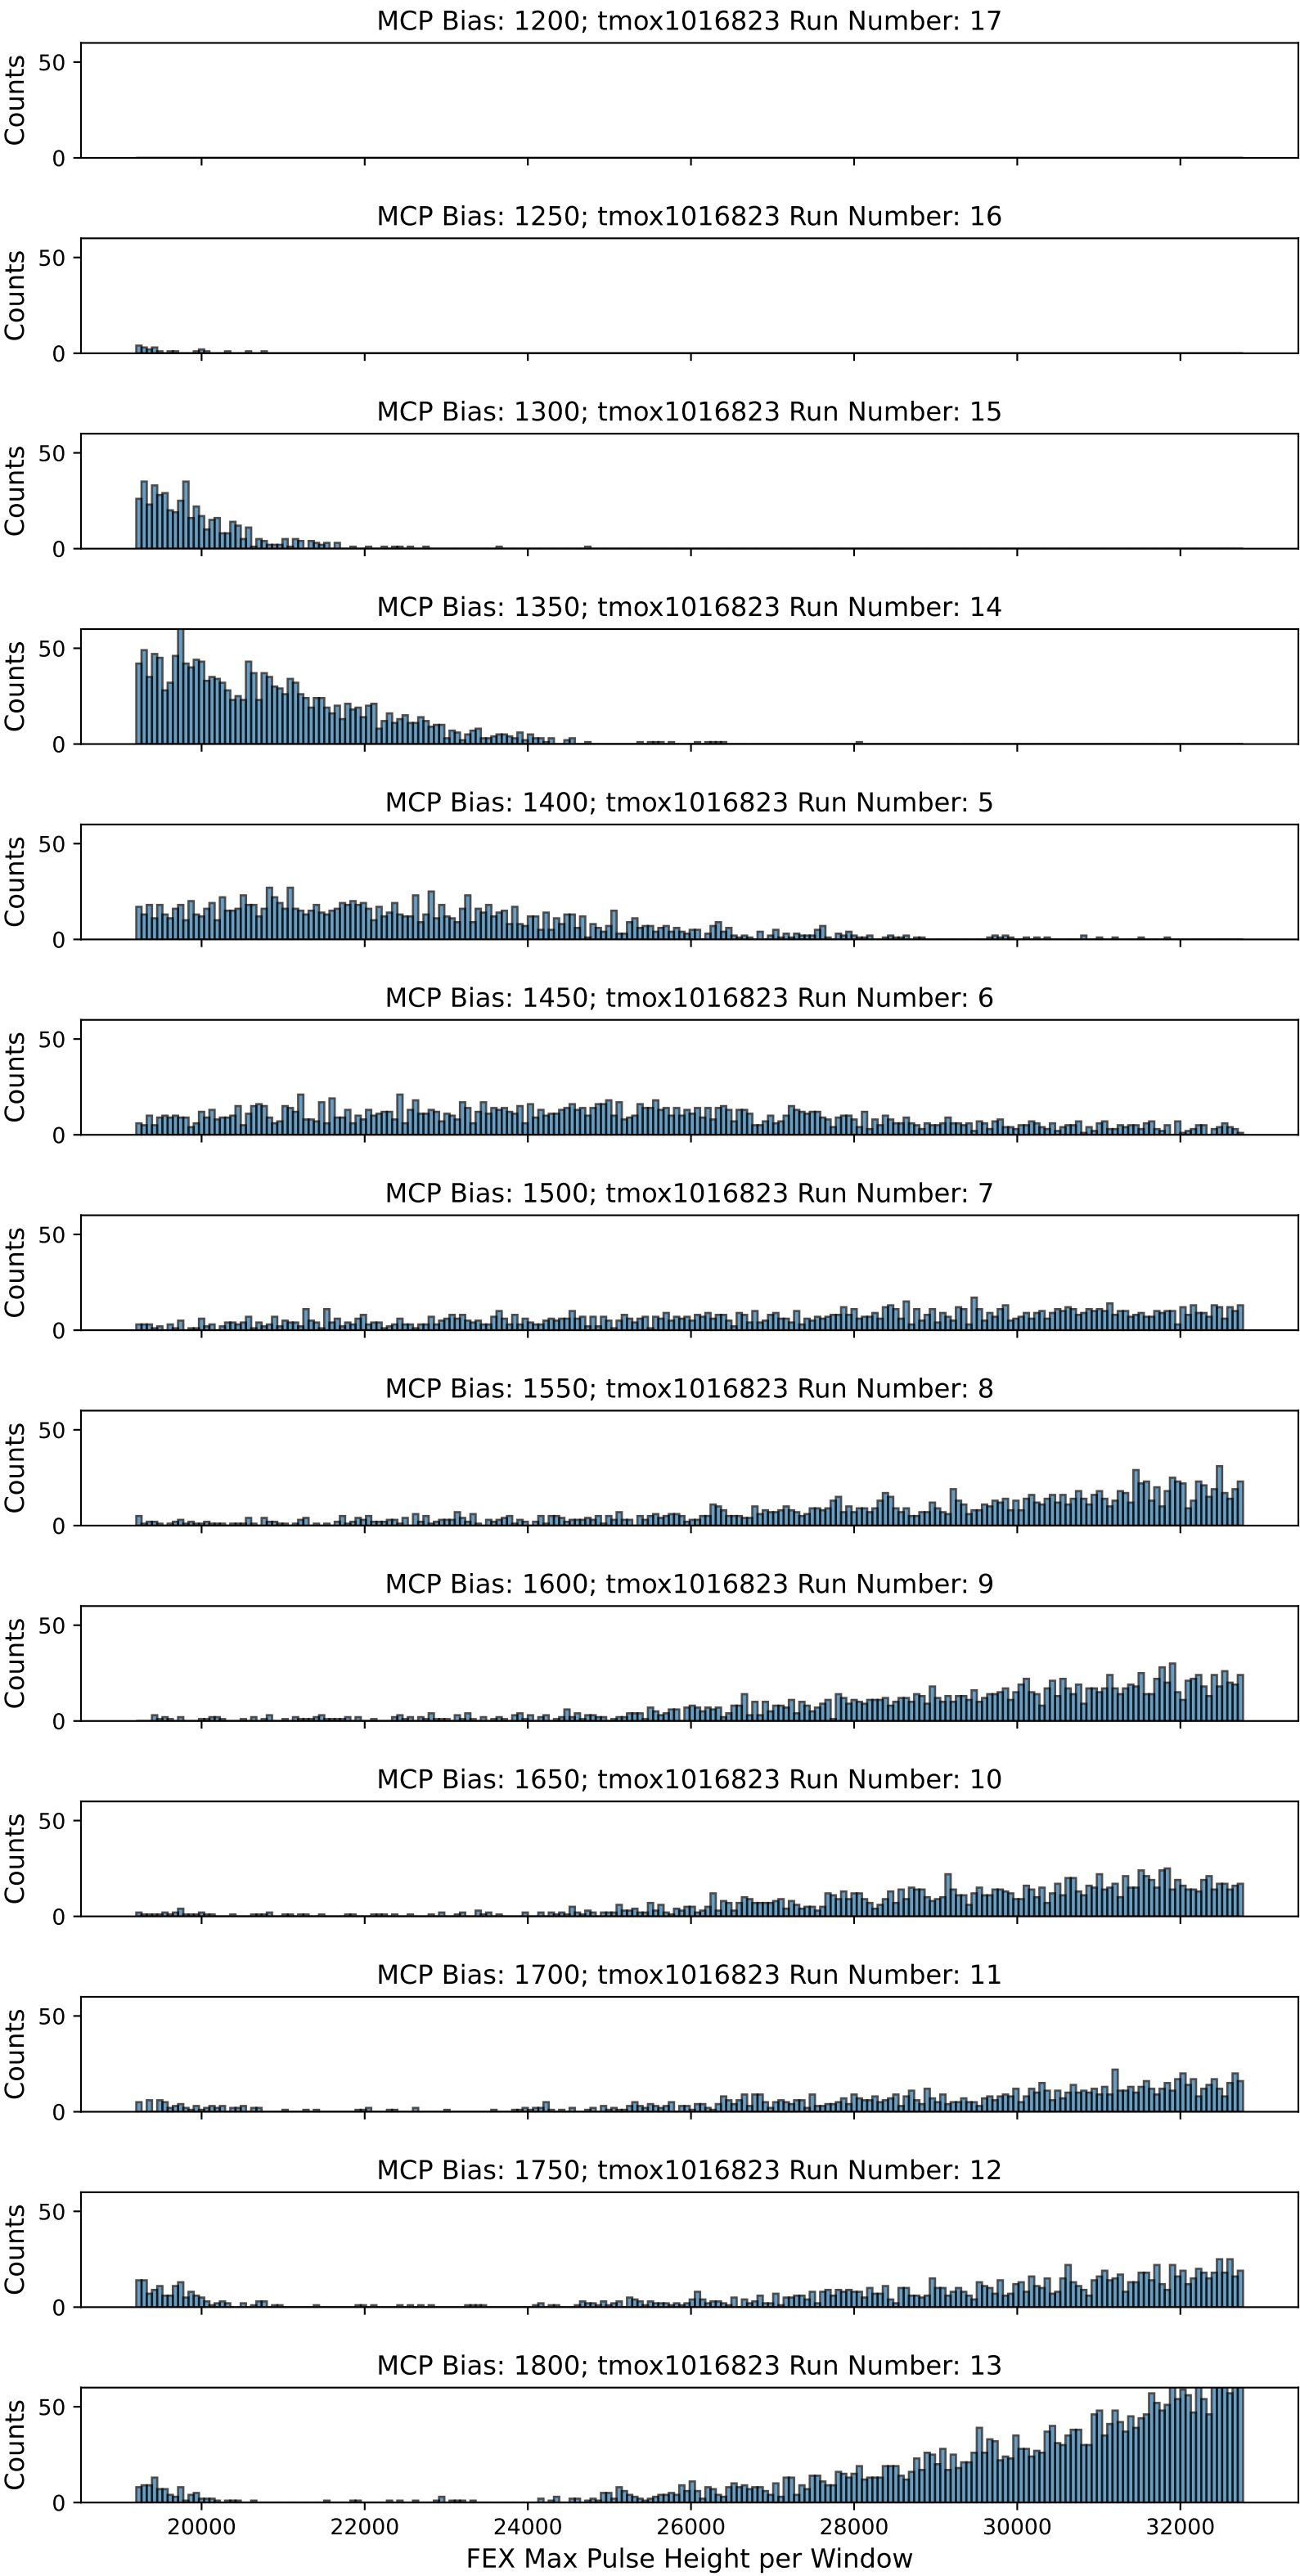 MCP Bias: 1200; tmox1016823 Run Number: 17
Counts
50
0
MCP Bias: 1250; tmox1016823 Run Number: 16
Counts
50
0
MCP Bias: 1300; tmox1016823 Run Number: 15
Counts
50
0
MCP Bias: 1350; tmox1016823 Run Number: 14
Counts
50
0
MCP Bias: 1400; tmox1016823 Run Number: 5
Counts
50
0
MCP Bias: 1450; tmox1016823 Run Number: 6
Counts
50
0
MCP Bias: 1500; tmox1016823 Run Number: 7
Counts
50
0
MCP Bias: 1550; tmox1016823 Run Number: 8
Counts
50
0
MCP Bias: 1600; tmox1016823 Run Number: 9
Counts
50
0
MCP Bias: 1650; tmox1016823 Run Number: 10
Counts
50
0
MCP Bias: 1700; tmox1016823 Run Number: 11
Counts
50
0
MCP Bias: 1750; tmox1016823 Run Number: 12
Counts
50
0
MCP Bias: 1800; tmox1016823 Run Number: 13
Counts
50
0
20000 22000 24000 26000 28000 30000 32000
FEX Max Pulse Height per Window